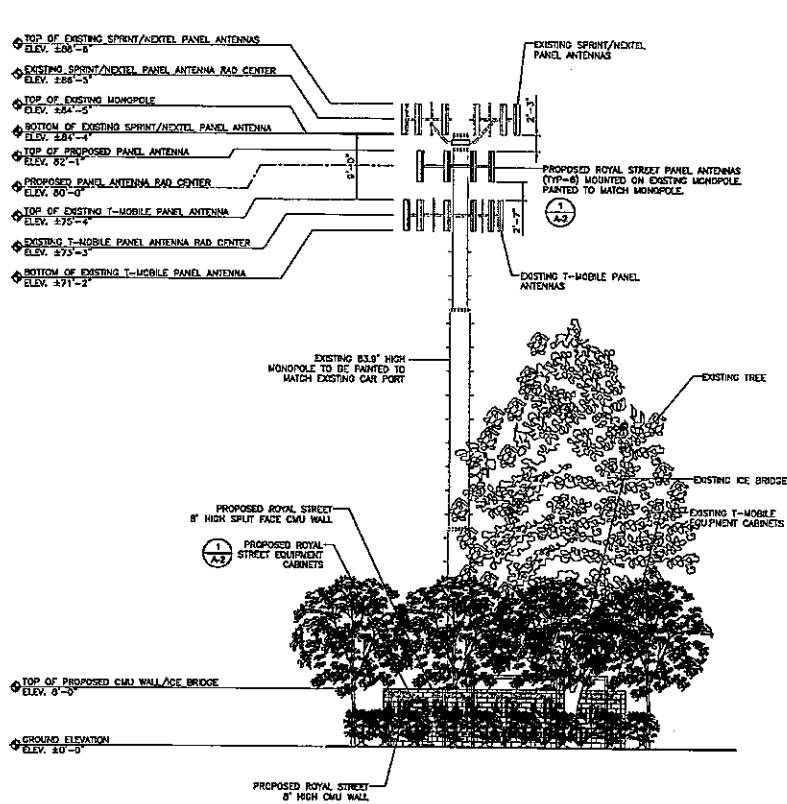 TOP OF EXISTING SPRINT/NEXTEL PANEL ANTENNAS
ELEV. ±88'-6"
EXISTING SPRINT/NEXTEL PANEL ANTENNA RAD CENTER
ELEV. ±86'-5"
TOP OF EXISTING MONOPOLE
ELEV. ±84'-5"
BOTTOM OF EXISTING SPRINT/NEXTEL PANEL ANTENNA
ELEV. ±84'-4"
TOP OF PROPOSED PANEL ANTENNA
ELEV. 82'-1"
PROPOSED PANEL ANTENNA RAD CENTER
ELEV. 80'-0"
TOP OF EXISTING T-MOBILE PANEL ANTENNA
ELEV. ±75'-4"
EXISTING T-MOBILE PANEL ANTENNA RAD CENTER
ELEV. ±73'-3"
BOTTOM OF EXISTING T-MOBILE PANEL ANTENNA
ELEV. ±71'-2"
EXISTING SPRINT/NEXTEL
PANEL ANTENNAS
2'-3"
PROPOSED ROYAL STREET PANEL ANTENNAS
(TYP-6) MOUNTED ON EXISTING MONOPOLE.
PAINTED TO MATCH MONOPOLE.
1
A-2
2'-7"
EXISTING T-MOBILE PANEL
ANTENNAS
EXISTING 83.9' HIGH
MONOPOLE TO BE PAINTED TO
MATCH EXISTING CAR PORT
EXISTING TREE
EXISTING ICE BRIDGE
EXISTING T-MOBILE
EQUIPMENT CABINETS
PROPOSED ROYAL STREET
8' HIGH SPLIT FACE CMU WALL
1
A-2
PROPOSED ROYAL
STREET EQUIPMENT
CABINETS
TOP OF PROPOSED CMU WALL/ICE BRIDGE
ELEV. 8'-0"
GROUND ELEVATION
ELEV. ±0'-0"
PROPOSED ROYAL STREET
8' HIGH CMU WALL